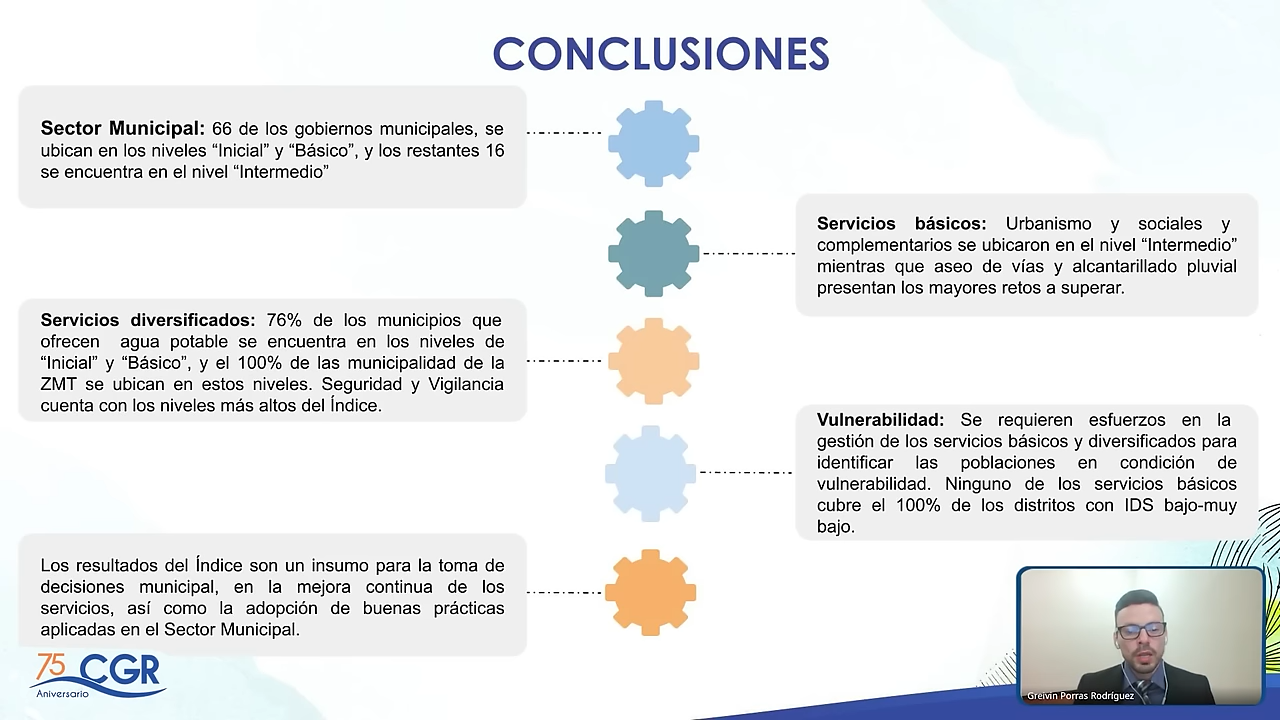 CONCLUSIONES
Sector Municipal: 66 de los gobiernos municipales, se
ubican en los niveles “Inicial” y “Básico”, y los restantes 16
se encuentra en el nivel “Intermedio”
Servicios básicos: Urbanismo y sociales y
complementarios se ubicaron en el nivel “Intermedio”
mientras que aseo de vías y alcantarillado pluvial
presentan los mayores retos a superar.
Servicios diversificados: 76% de los municipios que
ofrecen agua potable se encuentra en los niveles de
“Inicial” y “Básico”, y el 100% de las municipalidad de la
ZMT se ubican en estos niveles. Seguridad y Vigilancia
cuenta con los niveles más altos del Índice.
Vulnerabilidad: Se requieren esfuerzos en la
gestión de los servicios básicos y diversificados para
identificar las poblaciones en condición de
vulnerabilidad. Ninguno de los servicios básicos
cubre el 100% de los distritos con IDS bajo-muy
bajo.
Los resultados del Índice son un insumo para la toma de
decisiones municipal, en la mejora continua de los
servicios, así como la adopción de buenas prácticas
aplicadas en el Sector Municipal.
75 CGR
Aniversario
Greivin Porras Rodríguez